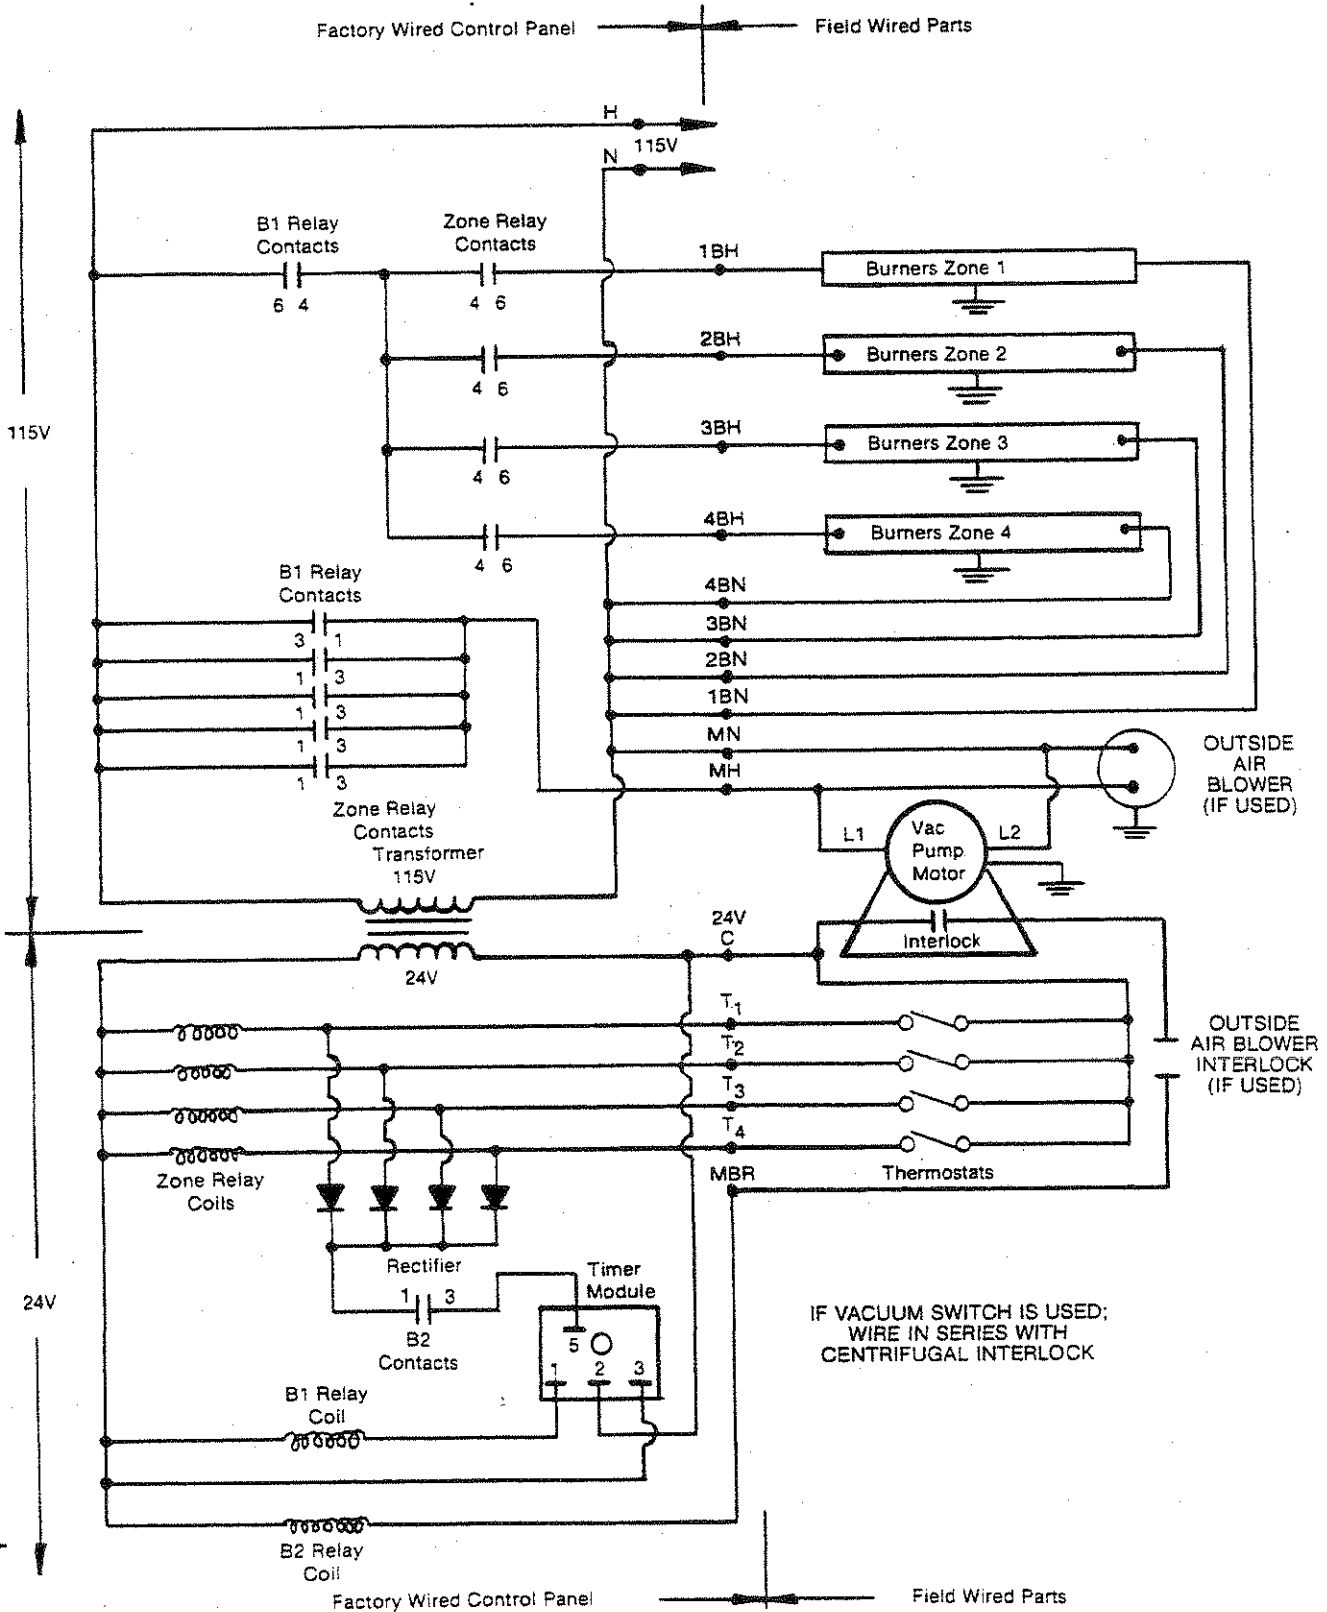 Factory Wired Control Panel
Field Wired Parts
H
115V
N
B1 Relay
Contacts
Zone Relay
Contacts
6 4
4 6
1BH
Burners Zone 1
4 6
2BH
Burners Zone 2
115V
4 6
3BH
Burners Zone 3
4 6
4BH
Burners Zone 4
B1 Relay
Contacts
3 1
1 3
1 3
1 3
1 3
Zone Relay
Contacts
4BN
3BN
2BN
1BN
MN
MH
OUTSIDE
AIR
BLOWER
(IF USED)
L1
Vac
Pump
Motor
L2
Transformer
115V
24V
24V
C
Interlock
T1
T2
T3
T4
MBR
Thermostats
OUTSIDE
AIR BLOWER
INTERLOCK
(IF USED)
Zone Relay
Coils
Rectifier
1 3
B2
Contacts
Timer
Module
5
1 2 3
24V
IF VACUUM SWITCH IS USED;
WIRE IN SERIES WITH
CENTRIFUGAL INTERLOCK
B1 Relay
Coil
B2 Relay
Coil
Factory Wired Control Panel
Field Wired Parts